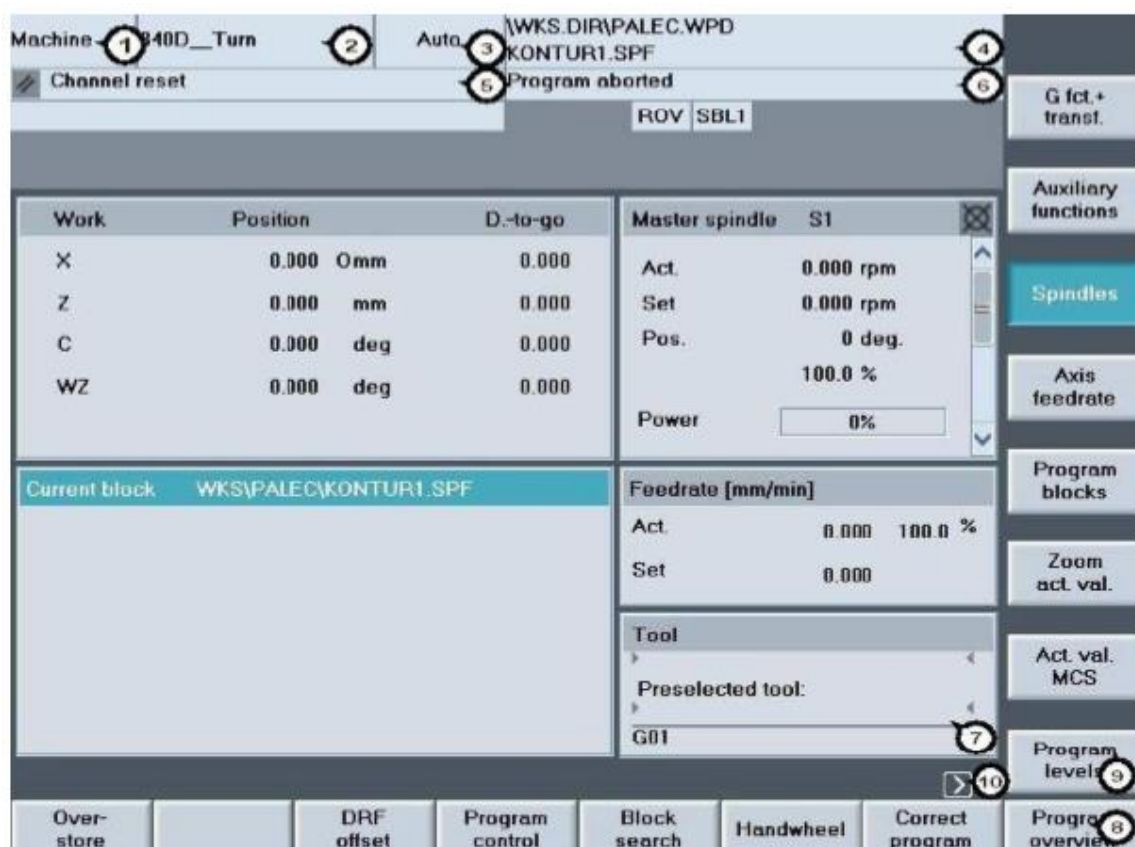 Machine 1 840D__Turn 2 Auto 3 \WKS.DIR\PALEC.WPD
KONTUR1.SPF 4
Channel reset 5 Program aborted 6
ROV SBL1
G fct.+
transf.
Auxiliary
functions
Spindles
Axis
feedrate
Program
blocks
Zoom
act. val.
Act. val.
MCS
Program
levels 9
Work Position D.-to-go
X 0.000 0mm 0.000
Z 0.000 mm 0.000
C 0.000 deg 0.000
WZ 0.000 deg 0.000
Master spindle S1
Act. 0.000 rpm
Set 0.000 rpm
Pos. 0 deg.
100.0 %
Power 0%
Current block WKS\PALEC\KONTUR1.SPF
Feedrate [mm/min]
Act. 0.000 100.0 %
Set 0.000
Tool
Preselected tool:
G01 7
10
Over-
store
DRF
offset
Program
control
Block
search
Handwheel
Correct
program
Program 8
overview